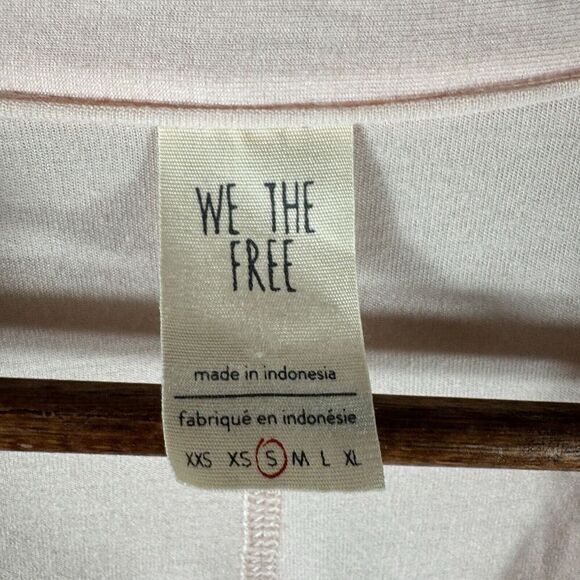 WE THE
FREE
made in indonesia
fabriqué en indonésie
XXS XS S M L XL